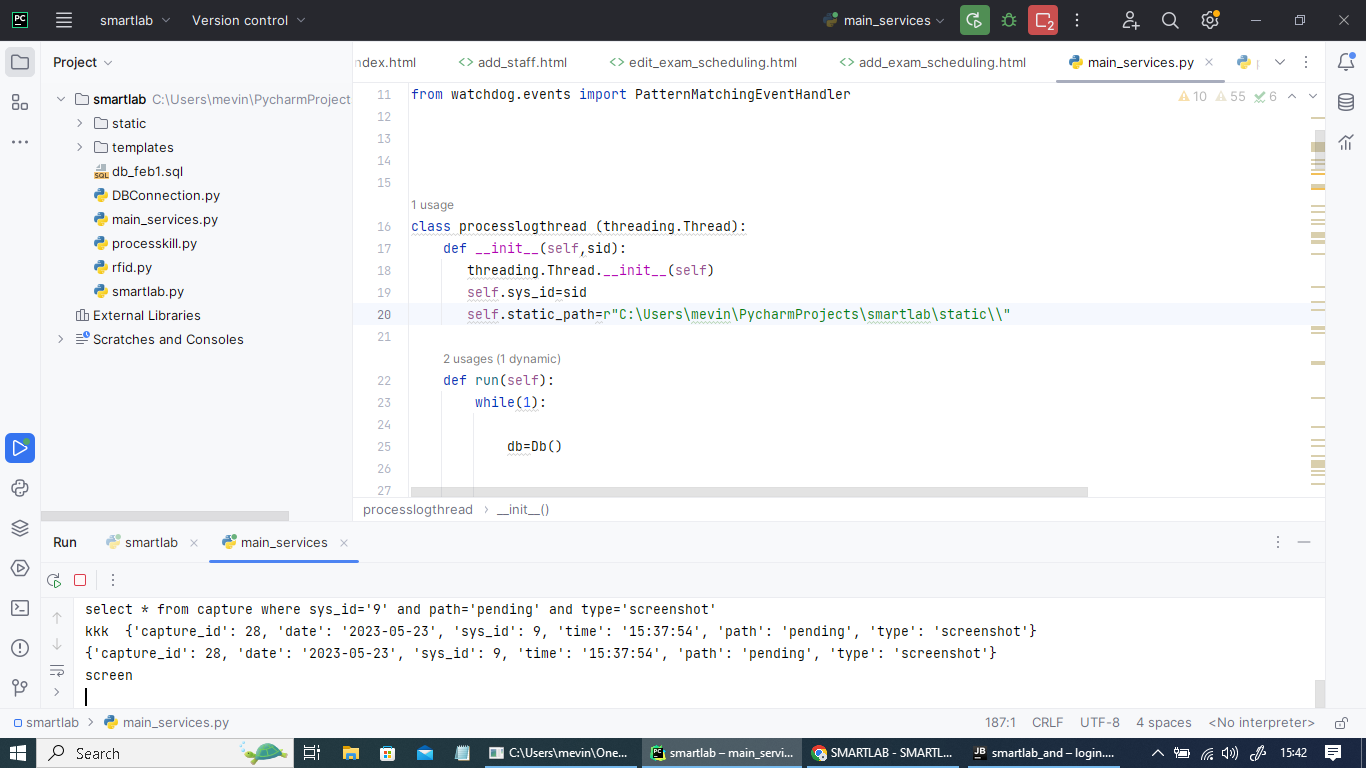 PC
smartlab
Version control
main_services
2
Project
ndex.html
add_staff.html
edit_exam_scheduling.html
add_exam_scheduling.html
main_services.py
smartlab C:\Users\mevin\PycharmProject
static
templates
SQL db_feb1.sql
DBConnection.py
main_services.py
processkill.py
rfid.py
smartlab.py
External Libraries
Scratches and Consoles
10 55 6
11 from watchdog.events import PatternMatchingEventHandler
12
13
14
15
1 usage
16 class processlogthread (threading.Thread):
17 def __init__(self,sid):
18 threading.Thread.__init__(self)
19 self.sys_id=sid
20 self.static_path=r"C:\Users\mevin\PycharmProjects\smartlab\static\\"
21
2 usages (1 dynamic)
22 def run(self):
23 while(1):
24
25 db=Db()
26
27
processlogthread > __init__()
Run
smartlab
main_services
select * from capture where sys_id='9' and path='pending' and type='screenshot'
kkk {'capture_id': 28, 'date': '2023-05-23', 'sys_id': 9, 'time': '15:37:54', 'path': 'pending', 'type': 'screenshot'}
{'capture_id': 28, 'date': '2023-05-23', 'sys_id': 9, 'time': '15:37:54', 'path': 'pending', 'type': 'screenshot'}
screen
smartlab > main_services.py
187:1 CRLF UTF-8 4 spaces <No interpreter>
Search
C:\Users\mevin\One...
PC smartlab – main_servi...
SMARTLAB - SMARTL...
JB smartlab_and – login....
15:42